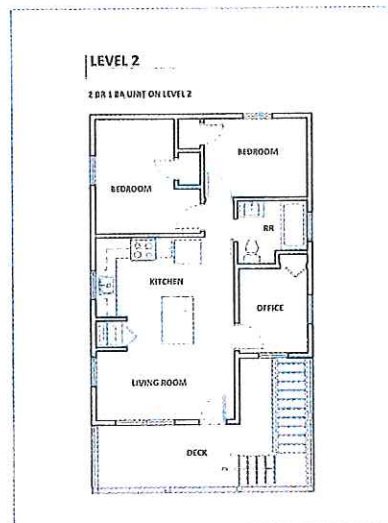 LEVEL 2
2 BR 1 BA UNIT ON LEVEL 2
BEDROOM
BEDROOM
RR
KITCHEN
OFFICE
LIVING ROOM
DECK